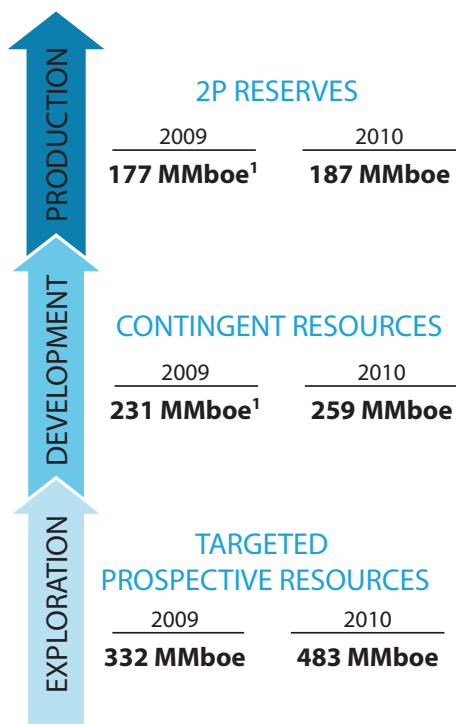 PRODUCTION
2P RESERVES
2009 2010
177 MMboe¹ 187 MMboe
DEVELOPMENT
CONTINGENT RESOURCES
2009 2010
231 MMboe¹ 259 MMboe
EXPLORATION
TARGETED
PROSPECTIVE RESOURCES
2009 2010
332 MMboe 483 MMboe